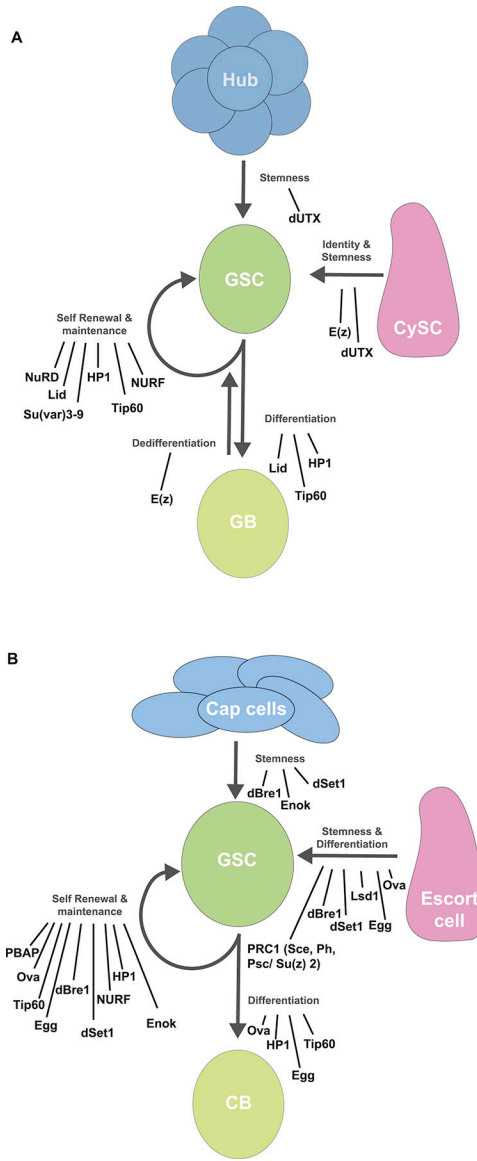 A
Hub
Stemness
dUTX
GSC
Identity &
Stemness
CySC
E(z)
dUTX
Self Renewal &
maintenance
NuRD
HP1
NURF
Lid
Su(var)3-9
Tip60
Dedifferentiation
E(z)
Differentiation
Lid
HP1
Tip60
GB
B
Cap cells
Stemness
dBre1
dSet1
Enok
GSC
Stemness &
Differentiation
Escort
cell
Ova
Lsd1
dBre1
dSet1
Egg
PRC1 (Sce, Ph,
Psc/ Su(z) 2)
Self Renewal &
maintenance
PBAP
Ova
HP1
dBre1
NURF
Tip60
Egg
dSet1
Enok
Differentiation
Ova
HP1
Tip60
Egg
CB